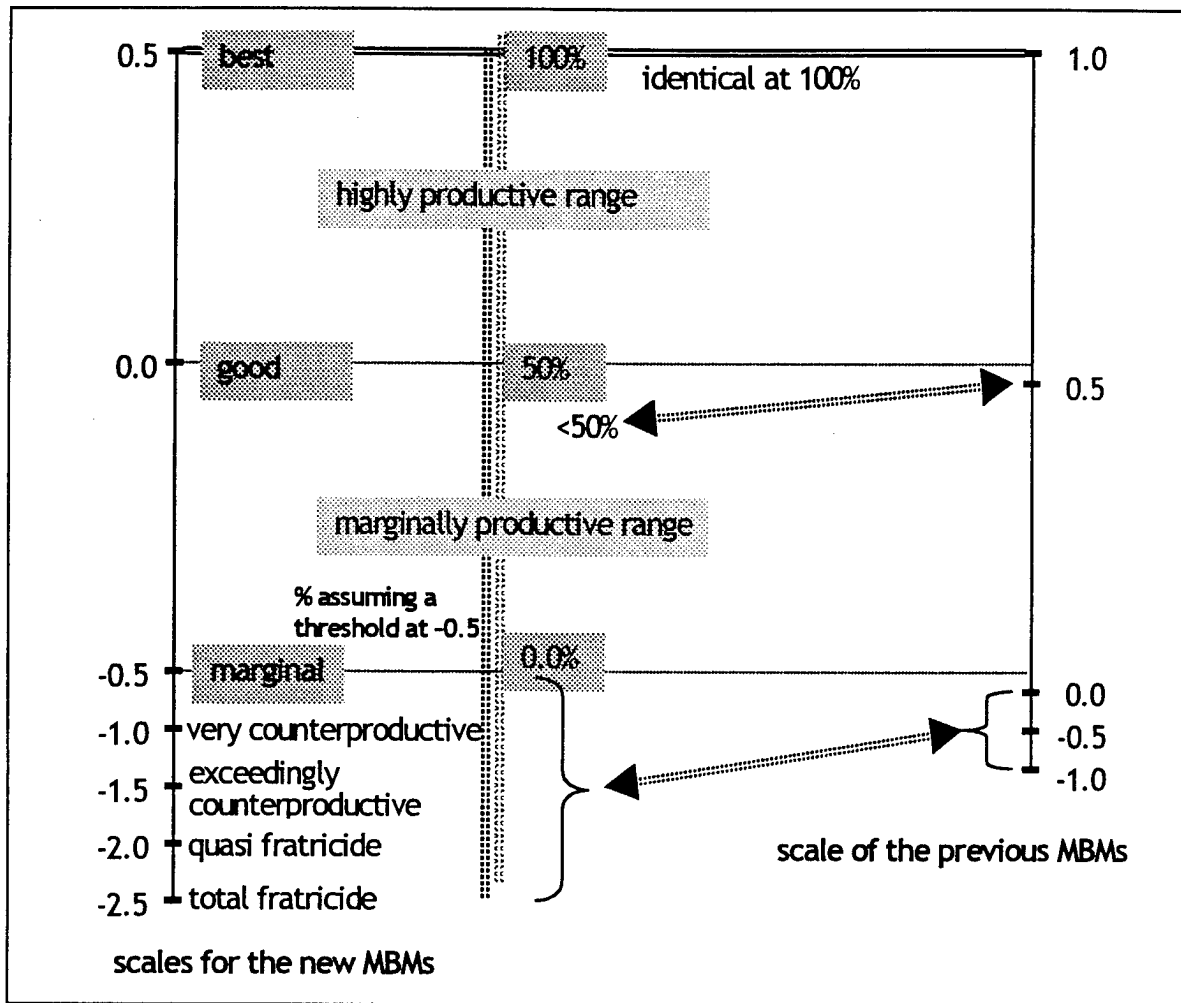 0.5 best 100% 1.0
identical at 100%
highly productive range
0.0 good 50%
0.5
<50%
marginally productive range
% assuming a
threshold at -0.5
0.0%
-0.5 marginal
0.0
-1.0 very counterproductive
-0.5
exceedingly
-1.0
-1.5
counterproductive
-2.0 quasi fratricide
scale of the previous MBMs
-2.5 total fratricide
scales for the new MBMs